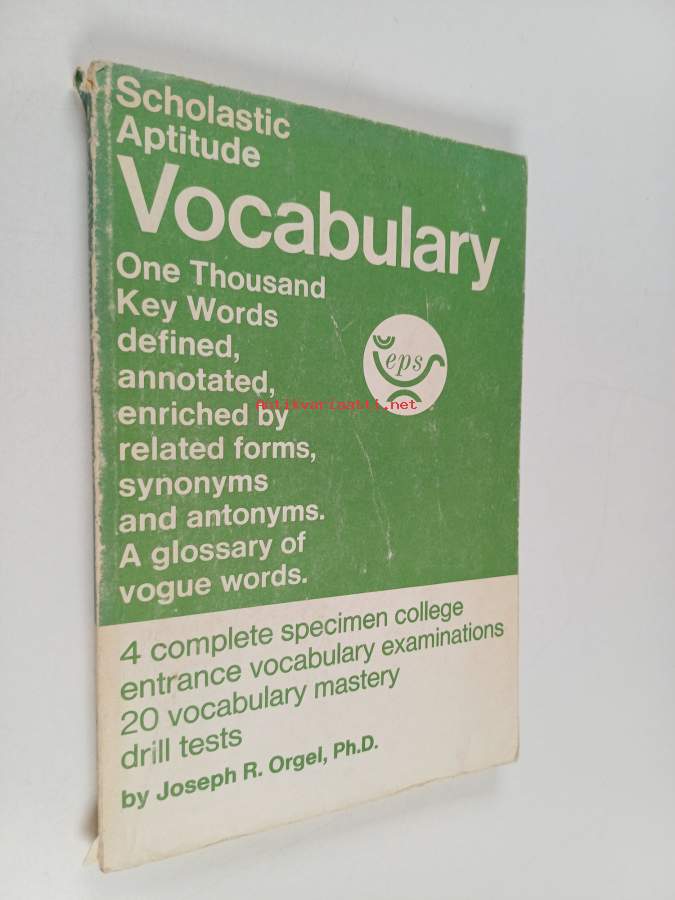 Scholastic
Aptitude
Vocabulary
One Thousand
Key Words
defined,
annotated,
enriched by
related forms,
synonyms
and antonyms.
A glossary of
vogue words.
eps
Antikvariaatti.net
4 complete specimen college
entrance vocabulary examinations
20 vocabulary mastery
drill tests
by Joseph R. Orgel, Ph.D.